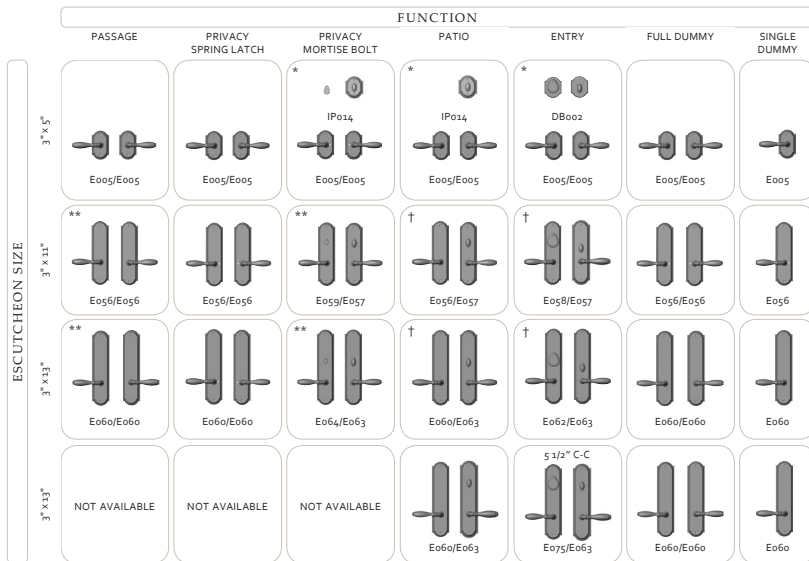 FUNCTION
PASSAGE
PRIVACY
SPRING LATCH
PRIVACY
MORTISE BOLT
PATIO
ENTRY
FULL DUMMY
SINGLE
DUMMY
ESCUTCHEON SIZE
3" x 5"
*
*
*
IP014
IP014
DB002
E005/E005
E005/E005
E005/E005
E005/E005
E005/E005
E005/E005
E005
3" x 11"
**
**
†
†
E056/E056
E056/E056
E059/E057
E056/E057
E058/E057
E056/E056
E056
3" x 13"
**
**
†
†
E060/E060
E060/E060
E064/E063
E060/E063
E062/E063
E060/E060
E060
3" x 13"
5 1/2" C-C
NOT AVAILABLE
NOT AVAILABLE
NOT AVAILABLE
E060/E063
E075/E063
E060/E060
E060